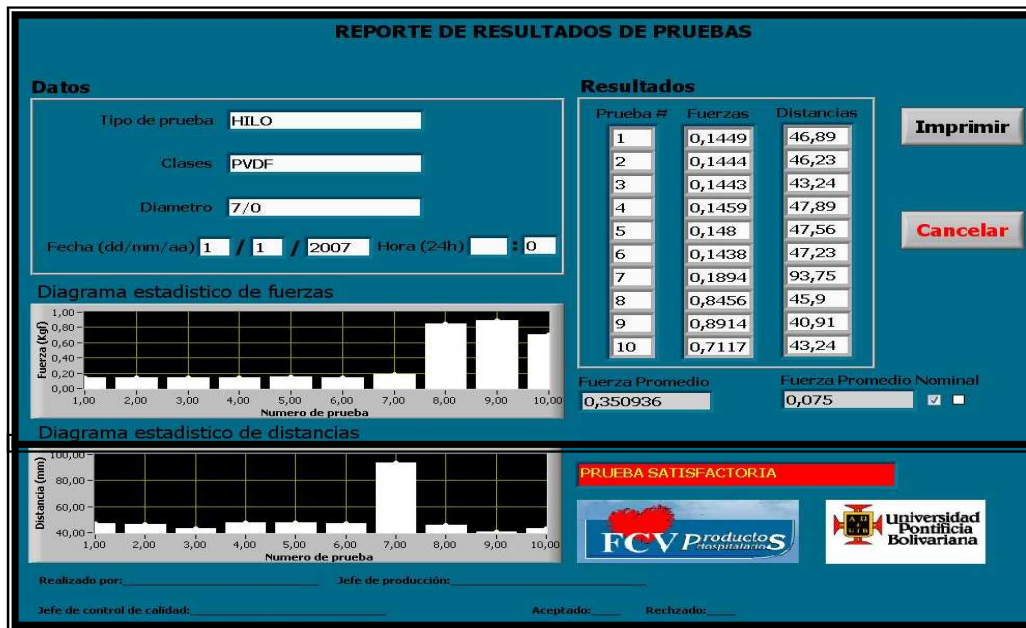 REPORTE DE RESULTADOS DE PRUEBAS
Datos
Tipo de prueba HILO
Clases PVDF
Diametro 7/0
Fecha (dd/mm/aa) 1 / 1 / 2007 Hora (24h) : 0
Resultados
Prueba # Fuerzas Distancias
1 0,1449 46,89
2 0,1444 46,23
3 0,1443 43,24
4 0,1459 47,89
5 0,148 47,56
6 0,1438 47,23
7 0,1894 93,75
8 0,8456 45,9
9 0,8914 40,91
10 0,7117 43,24
Imprimir
Cancelar
Fuerza Promedio Fuerza Promedio Nominal
0,350936 0,075
Diagrama estadistico de fuerzas
Fuerza (Kgf)
1,00
0,80
0,60
0,40
0,20
0,00
1,00 2,00 3,00 4,00 5,00 6,00 7,00 8,00 9,00 10,00
Numero de prueba
Diagrama estadistico de distancias
Distancia (mm)
100,00
80,00
60,00
40,00
1,00 2,00 3,00 4,00 5,00 6,00 7,00 8,00 9,00 10,00
Numero de prueba
PRUEBA SATISFACTORIA
FCV Productos Hospitalarios
Universidad
Pontificia
Bolivariana
Realizado por:____ Jefe de producción:____
Jefe de control de calidad:____ Aceptado:____ Rechzado:____